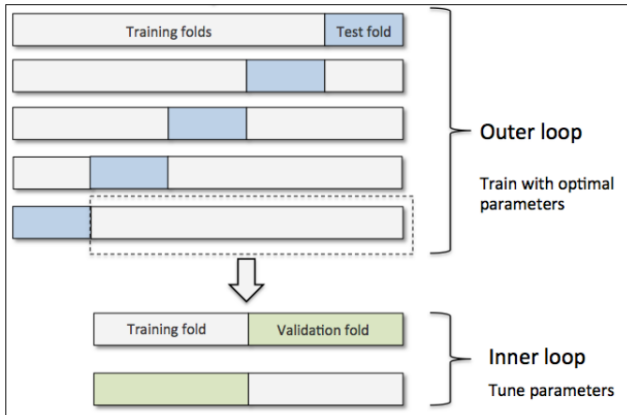 Training folds
Test fold
Outer loop
Train with optimal
parameters
Training fold
Validation fold
Inner loop
Tune parameters